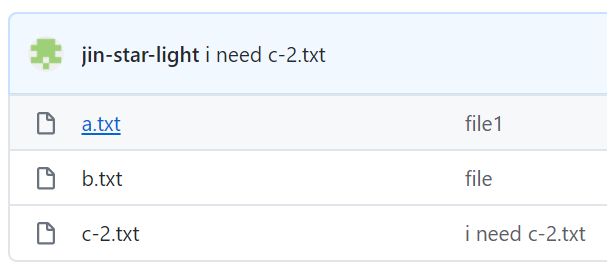 jin-star-light i need c-2.txt
a.txt file1
b.txt file
c-2.txt i need c-2.txt